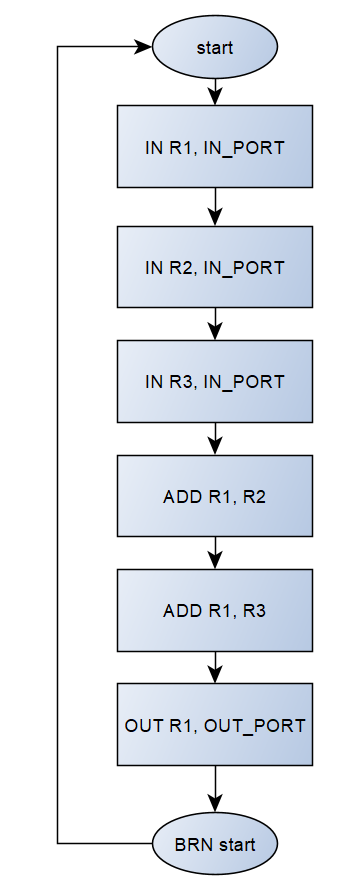 start
IN R1, IN_PORT
IN R2, IN_PORT
IN R3, IN_PORT
ADD R1, R2
ADD R1, R3
OUT R1, OUT_PORT
BRN start